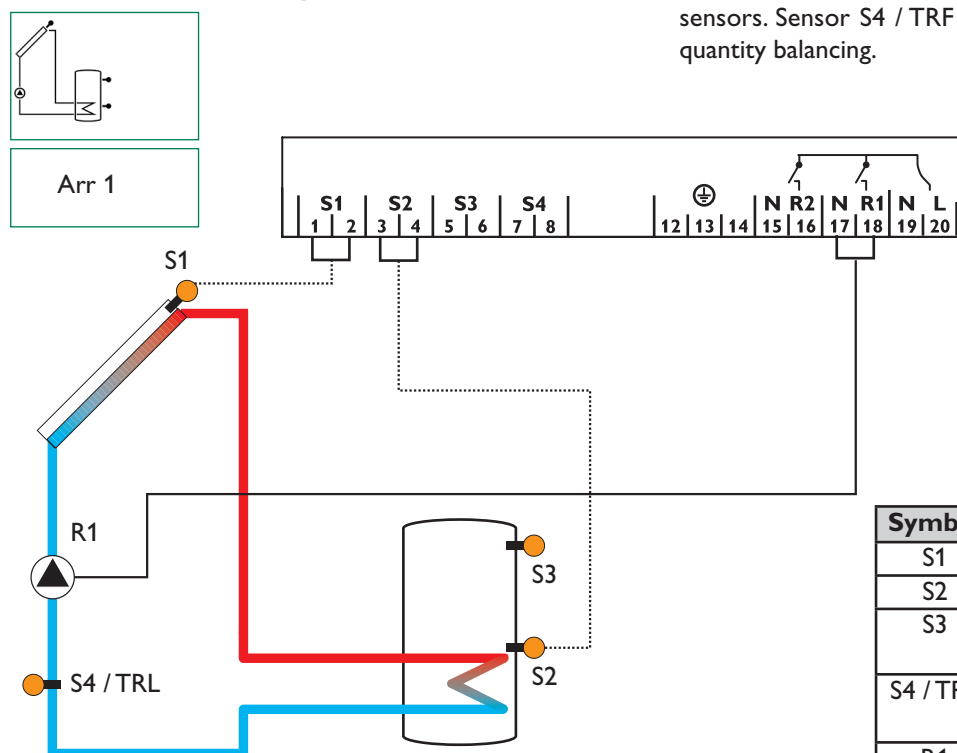 sensors. Sensor S4 / TRF
quantity balancing.
Arr 1
S1 S2 S3 S4 N R2 N R1 N L
1 2 3 4 5 6 7 8 12 13 14 15 16 17 18 19 20
S1
R1
S3
S2
S4 / TRL
Symb
S1
S2
S3
S4 / TR
R1